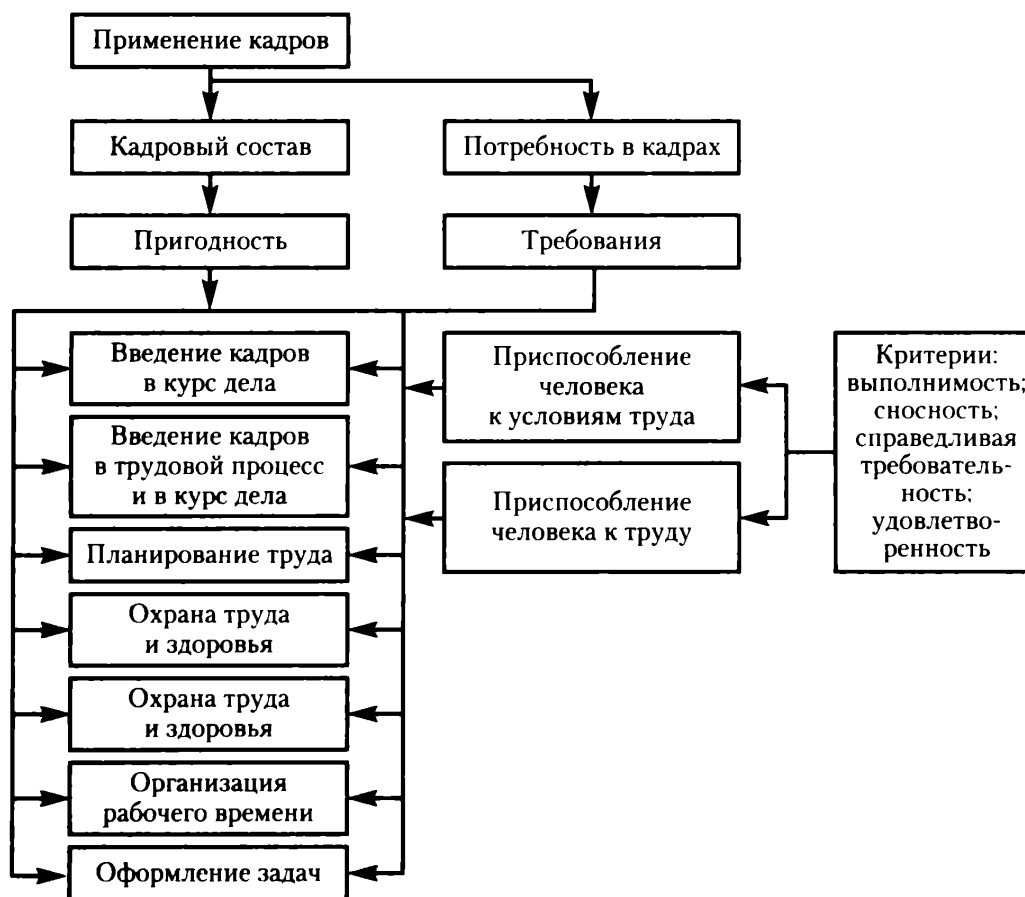 Применение кадров
Кадровый состав
Потребность в кадрах
Пригодность
Требования
Введение кадров
в курс дела
Введение кадров
в трудовой процесс
и в курс дела
Планирование труда
Охрана труда
и здоровья
Охрана труда
и здоровья
Организация
рабочего времени
Оформление задач
Приспособление
человека
к условиям труда
Приспособление
человека к труду
Критерии:
выполнимость;
сносность;
справедливая
требователь-
ность;
удовлетво-
ренность